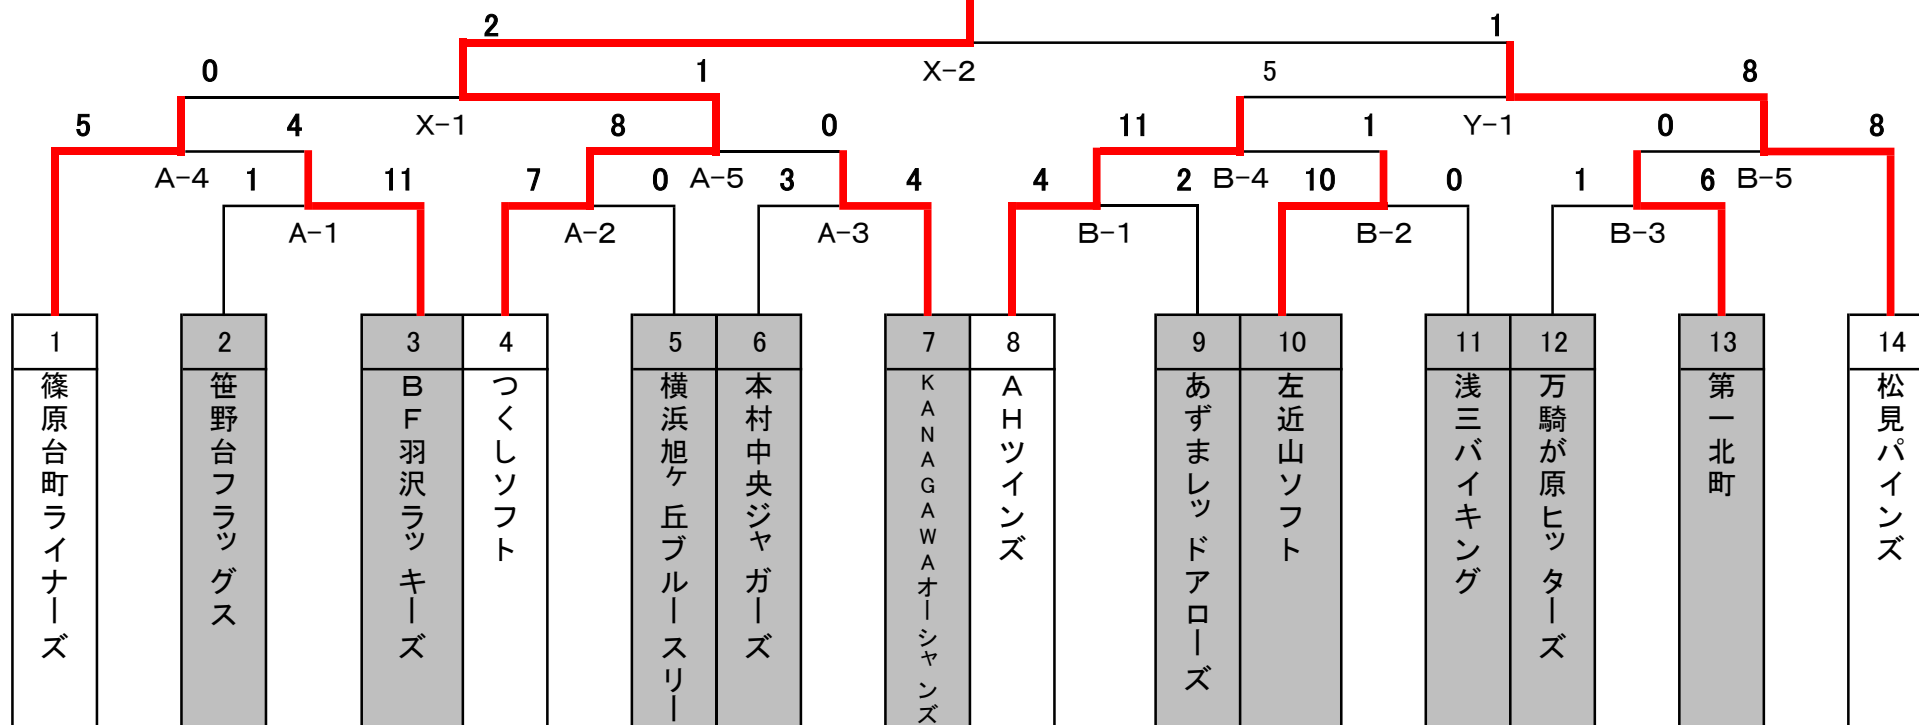 2 1
0 1 X-2 5 8
5 4 X-1 8 0 11 1 Y-1 0 8
A-4 1 11 7 0 A-5 3 4 4 2 B-4 10 0 1 6 B-5
A-1 A-2 A-3 B-1 B-2 B-3
1 2 3 4 5 6 7 8 9 10 11 12 13 14
篠原台町ライナーズ
笹野台フラッグス
BF羽沢ラッキーズ
つくしソフト
横浜旭ケ丘ブルースリー
本村中央ジャガーズ
KANAGAWAオーシャンズ
AHツインズ
あずまレッドアローズ
左近山ソフト
浅三バイキング
万騎が原ヒッターズ
第一北町
松見パインズ